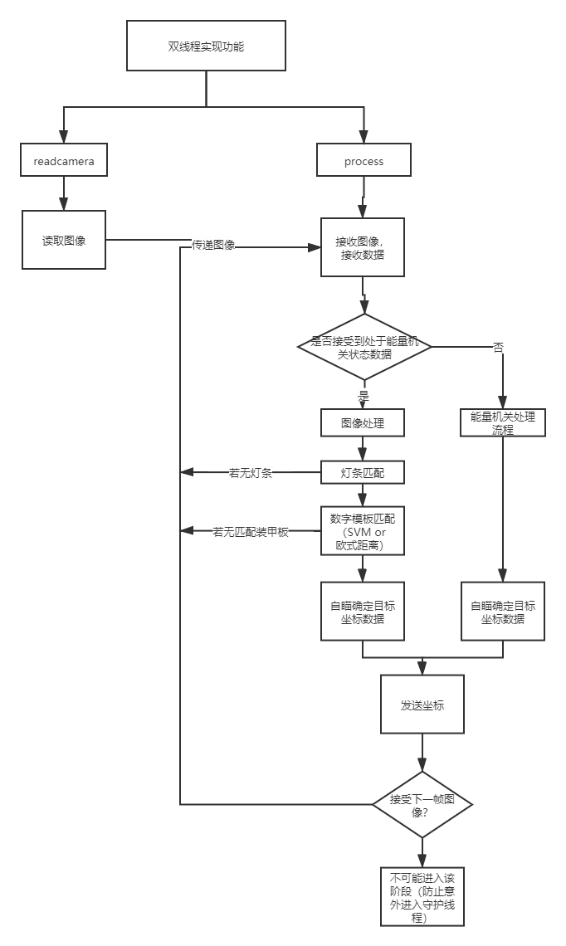 双线程实现功能
readcamera
process
读取图像
传递图像
接收图像，
接收数据
是否接受到处于能量机
关状态数据
否
是
图像处理
能量机关处理
流程
若无灯条
灯条匹配
若无匹配装甲板
数字模板匹配
（SVM or
欧式距离）
自瞄确定目标
坐标数据
自瞄确定目标
坐标数据
发送坐标
接受下一帧图
像？
不可能进入该
阶段（防止意
外进入守护线
程）